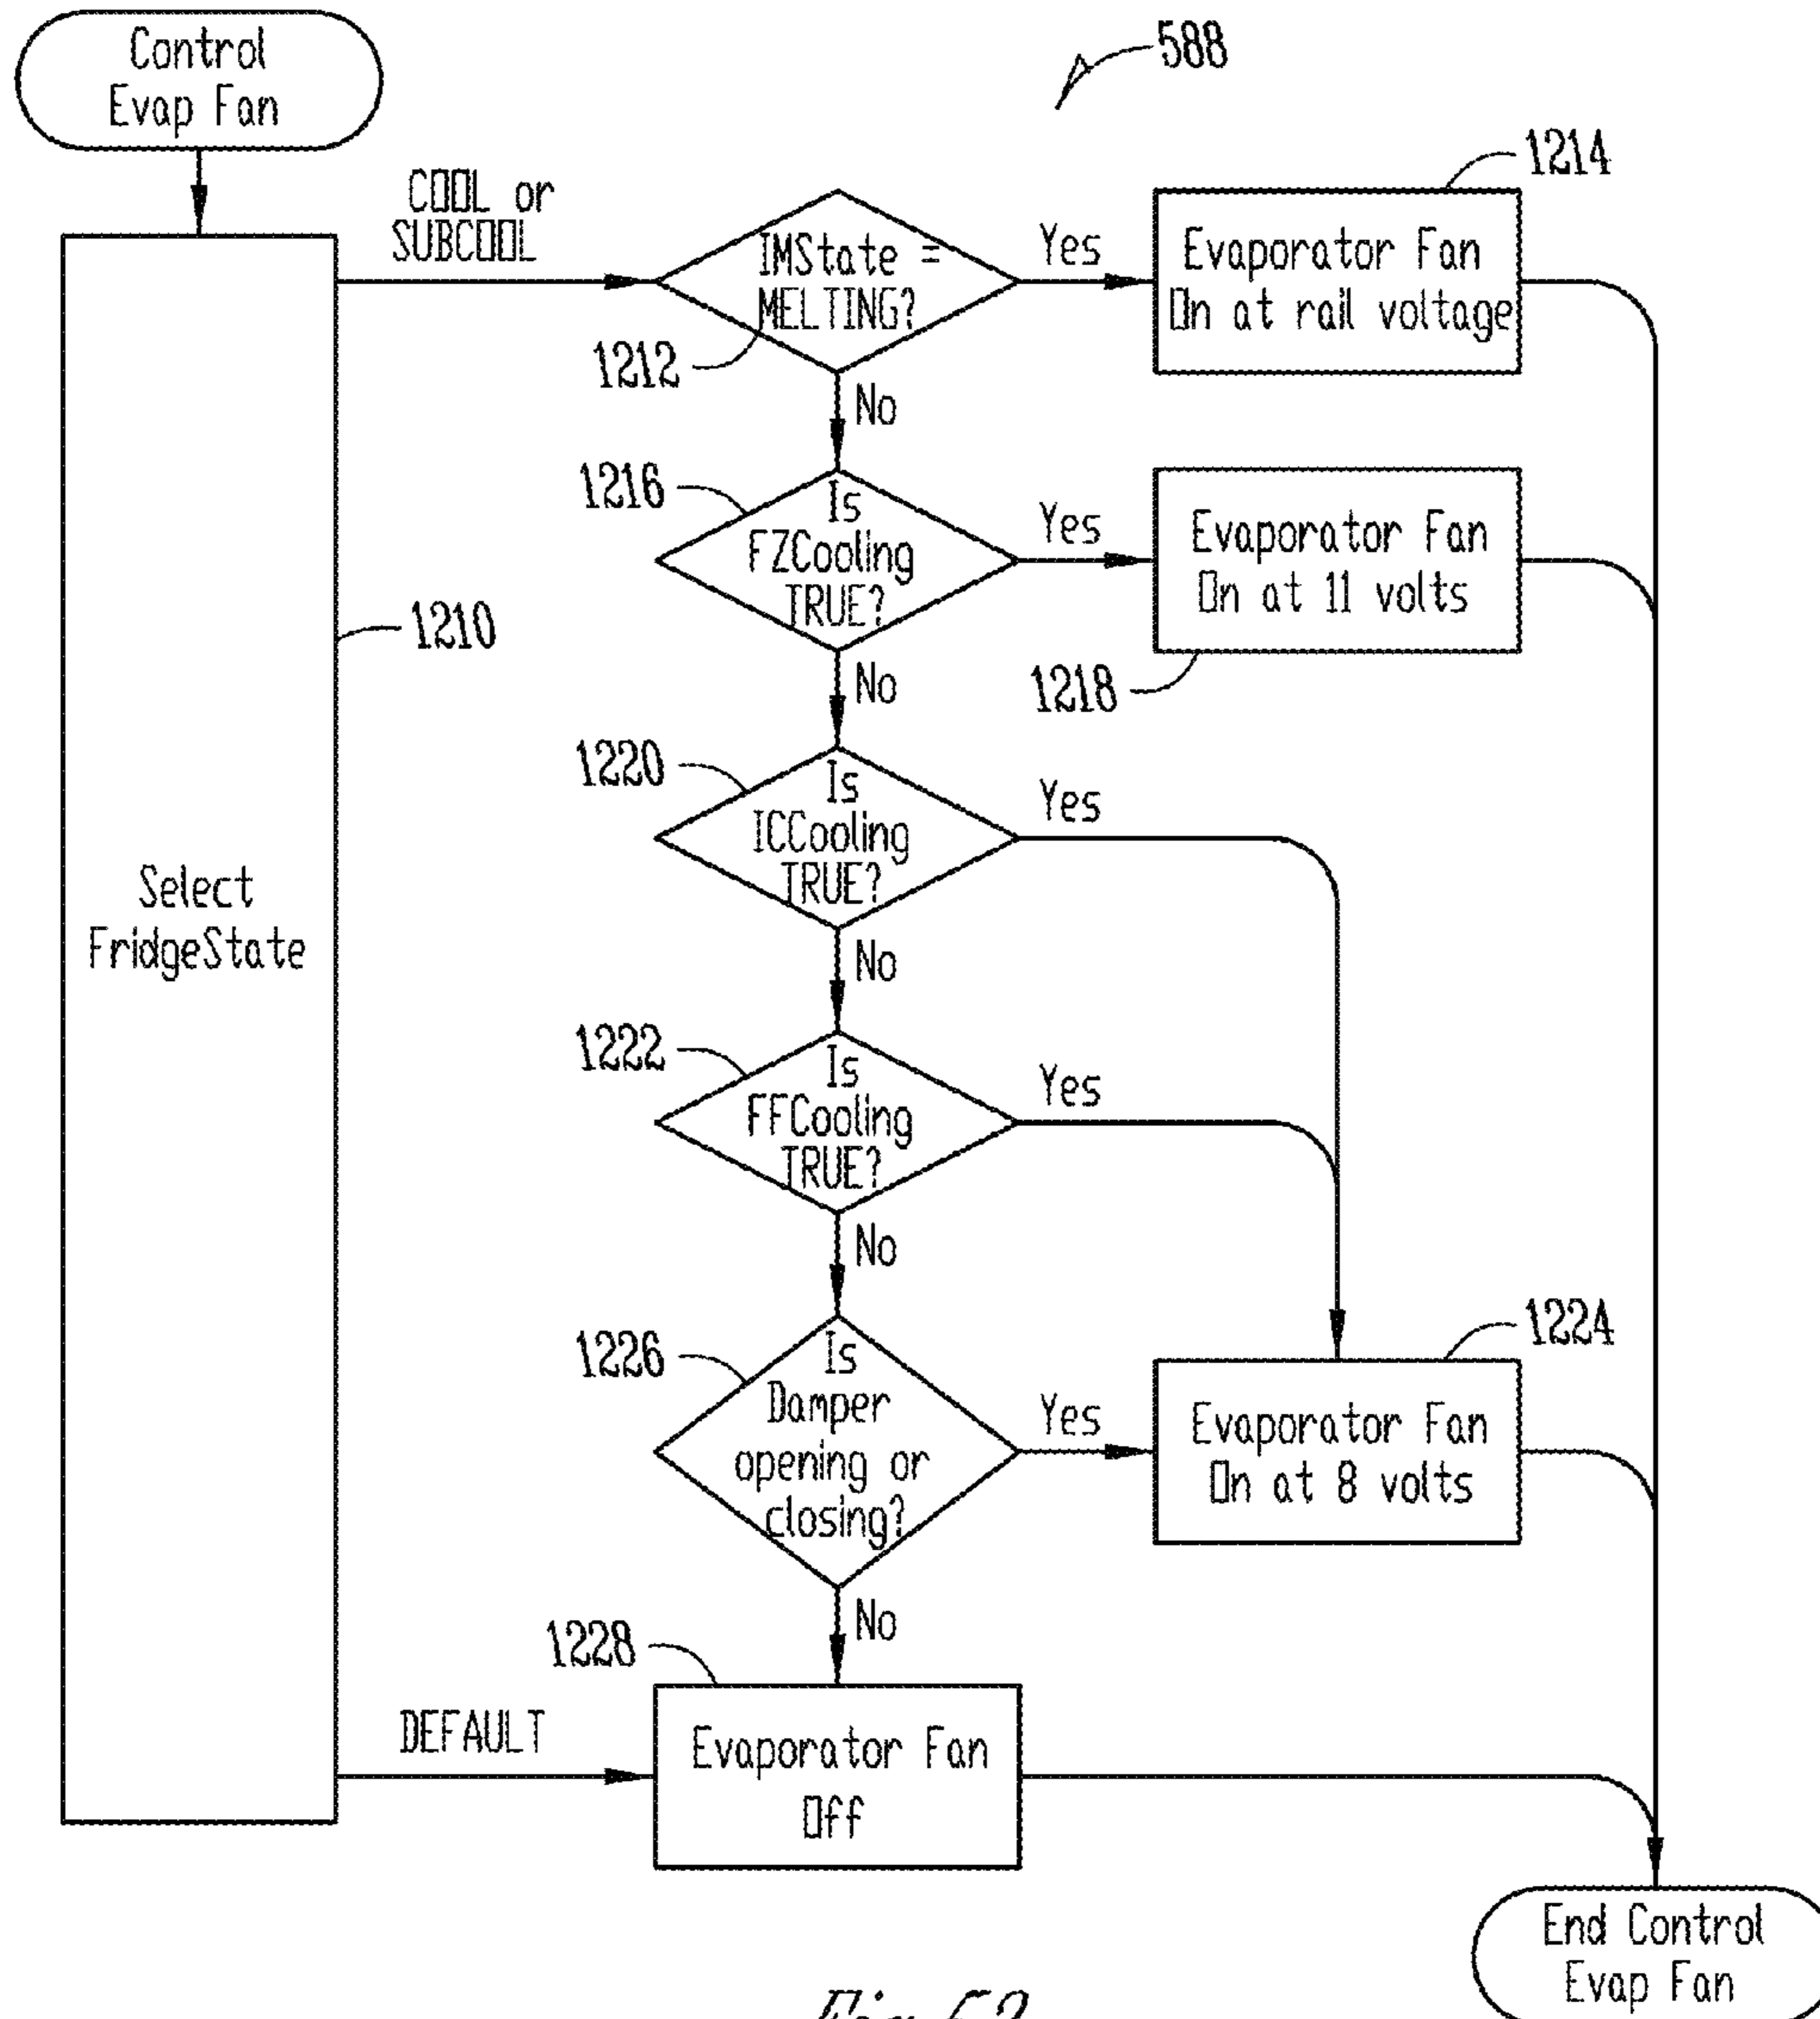 Control
Evap Fan
588
COOL or
SUBCOOL
IMState =
MELTING?
1212
Yes
Evaporator Fan
On at rail voltage
1214
No
1216
Is
FZCooling
TRUE?
Yes
Evaporator Fan
On at 11 volts
1218
No
1210
Select
FridgeState
1220
Is
ICCooling
TRUE?
Yes
No
1222
Is
FFCooling
TRUE?
Yes
No
1226
Is
Damper
opening or
closing?
Yes
1224
Evaporator Fan
On at 8 volts
No
1228
DEFAULT
Evaporator Fan
Off
End Control
Evap Fan